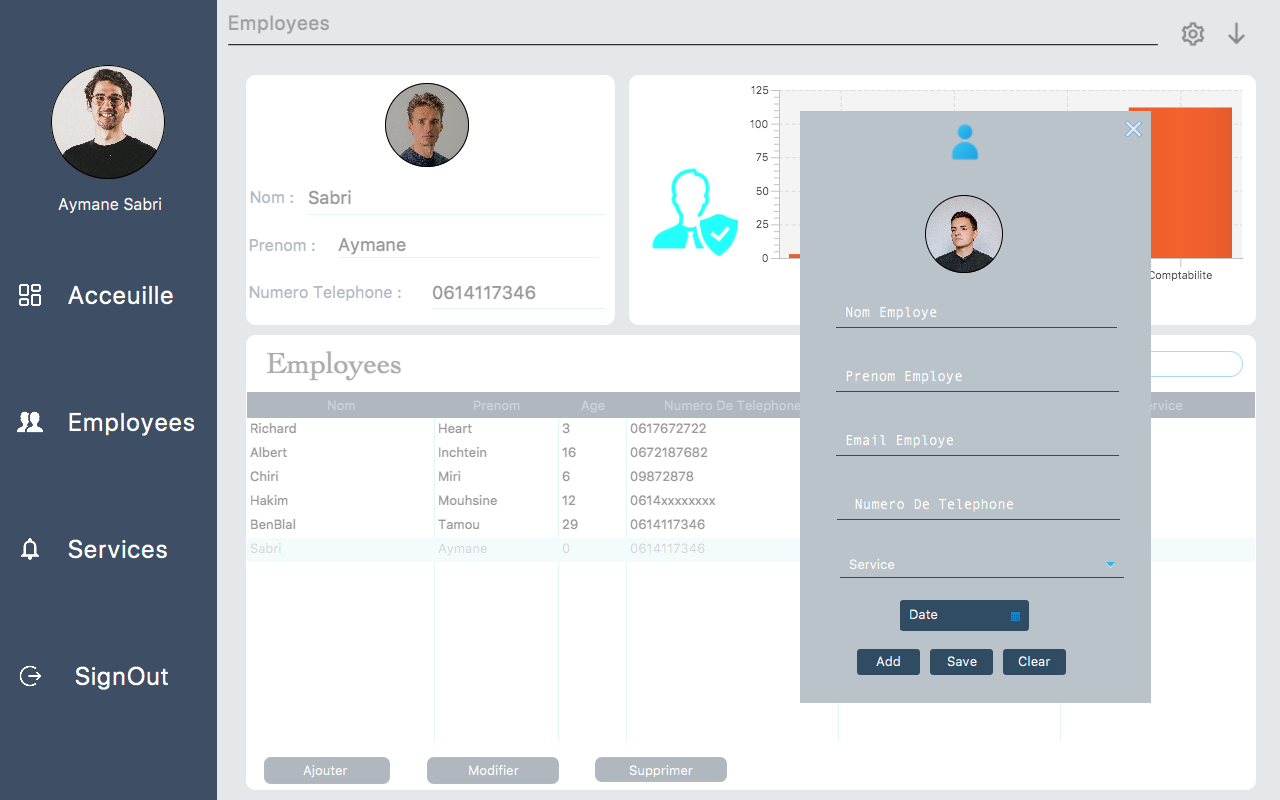 Employees
Aymane Sabri
Acceuille
Employees
Services
SignOut
Nom : Sabri
Prenom : Aymane
Numero Telephone : 0614117346
125
100
75
50
25
0
Comptabilite
Employees
Nom Prenom Age Numero De Telephone
Richard Heart 3 0617672722
Albert Inchtein 16 0672187682
Chiri Miri 6 09872878
Hakim Mouhsine 12 0614xxxxxxxx
BenBlal Tamou 29 0614117346
Sabri Aymane 0 0614117346
Ajouter Modifier Supprimer
Nom Employe
Prenom Employe
Email Employe
Numero De Telephone
Service
Date
Add Save Clear